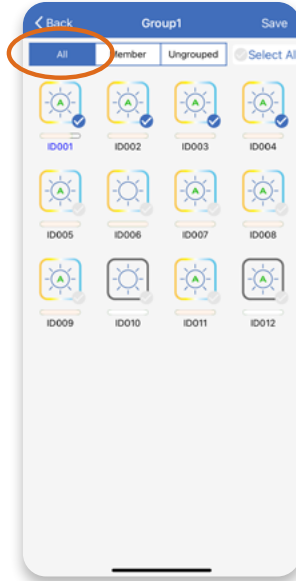 Back Group1 Save
All Member Ungrouped Select Al
A A A A
ID001 ID002 ID003 ID004
A A A
ID005 ID006 ID007 ID008
A A A
ID009 ID010 ID011 ID012